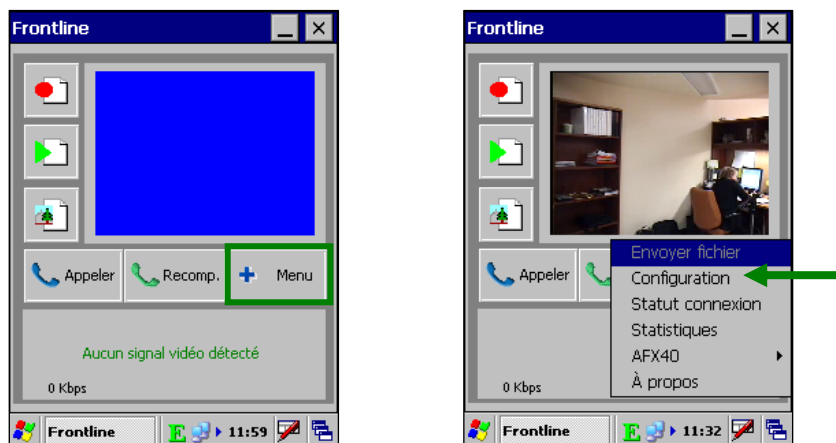 Frontline
Appeler
Recomp.
Menu
Aucun signal vidéo détecté
0 Kbps
Frontline
E
11:59
Frontline
Appeler
Envoyer fichier
Configuration
Statut connexion
Statistiques
AFX40
À propos
0 Kbps
Frontline
E
11:32